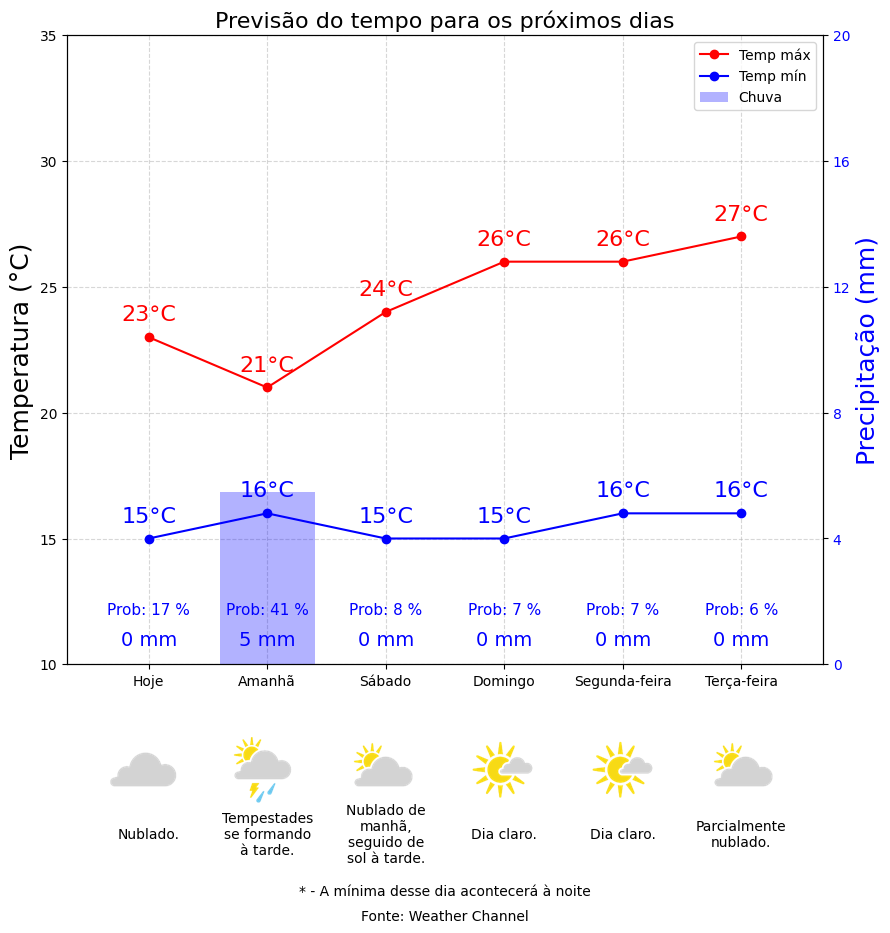 Previsão do tempo para os próximos dias
Temp máx
Temp mín
Chuva
Temperatura (°C)
Precipitação (mm)
35
30
25
20
15
10
20
16
12
8
4
0
23°C
21°C
24°C
26°C
26°C
27°C
15°C
16°C
15°C
15°C
16°C
16°C
Prob: 17 %
Prob: 41 %
Prob: 8 %
Prob: 7 %
Prob: 7 %
Prob: 6 %
0 mm
5 mm
0 mm
0 mm
0 mm
0 mm
Hoje
Amanhã
Sábado
Domingo
Segunda-feira
Terça-feira
Nublado.
Tempestades
se formando
à tarde.
Nublado de
manhã,
seguido de
sol à tarde.
Dia claro.
Dia claro.
Parcialmente
nublado.
* - A mínima desse dia acontecerá à noite
Fonte: Weather Channel